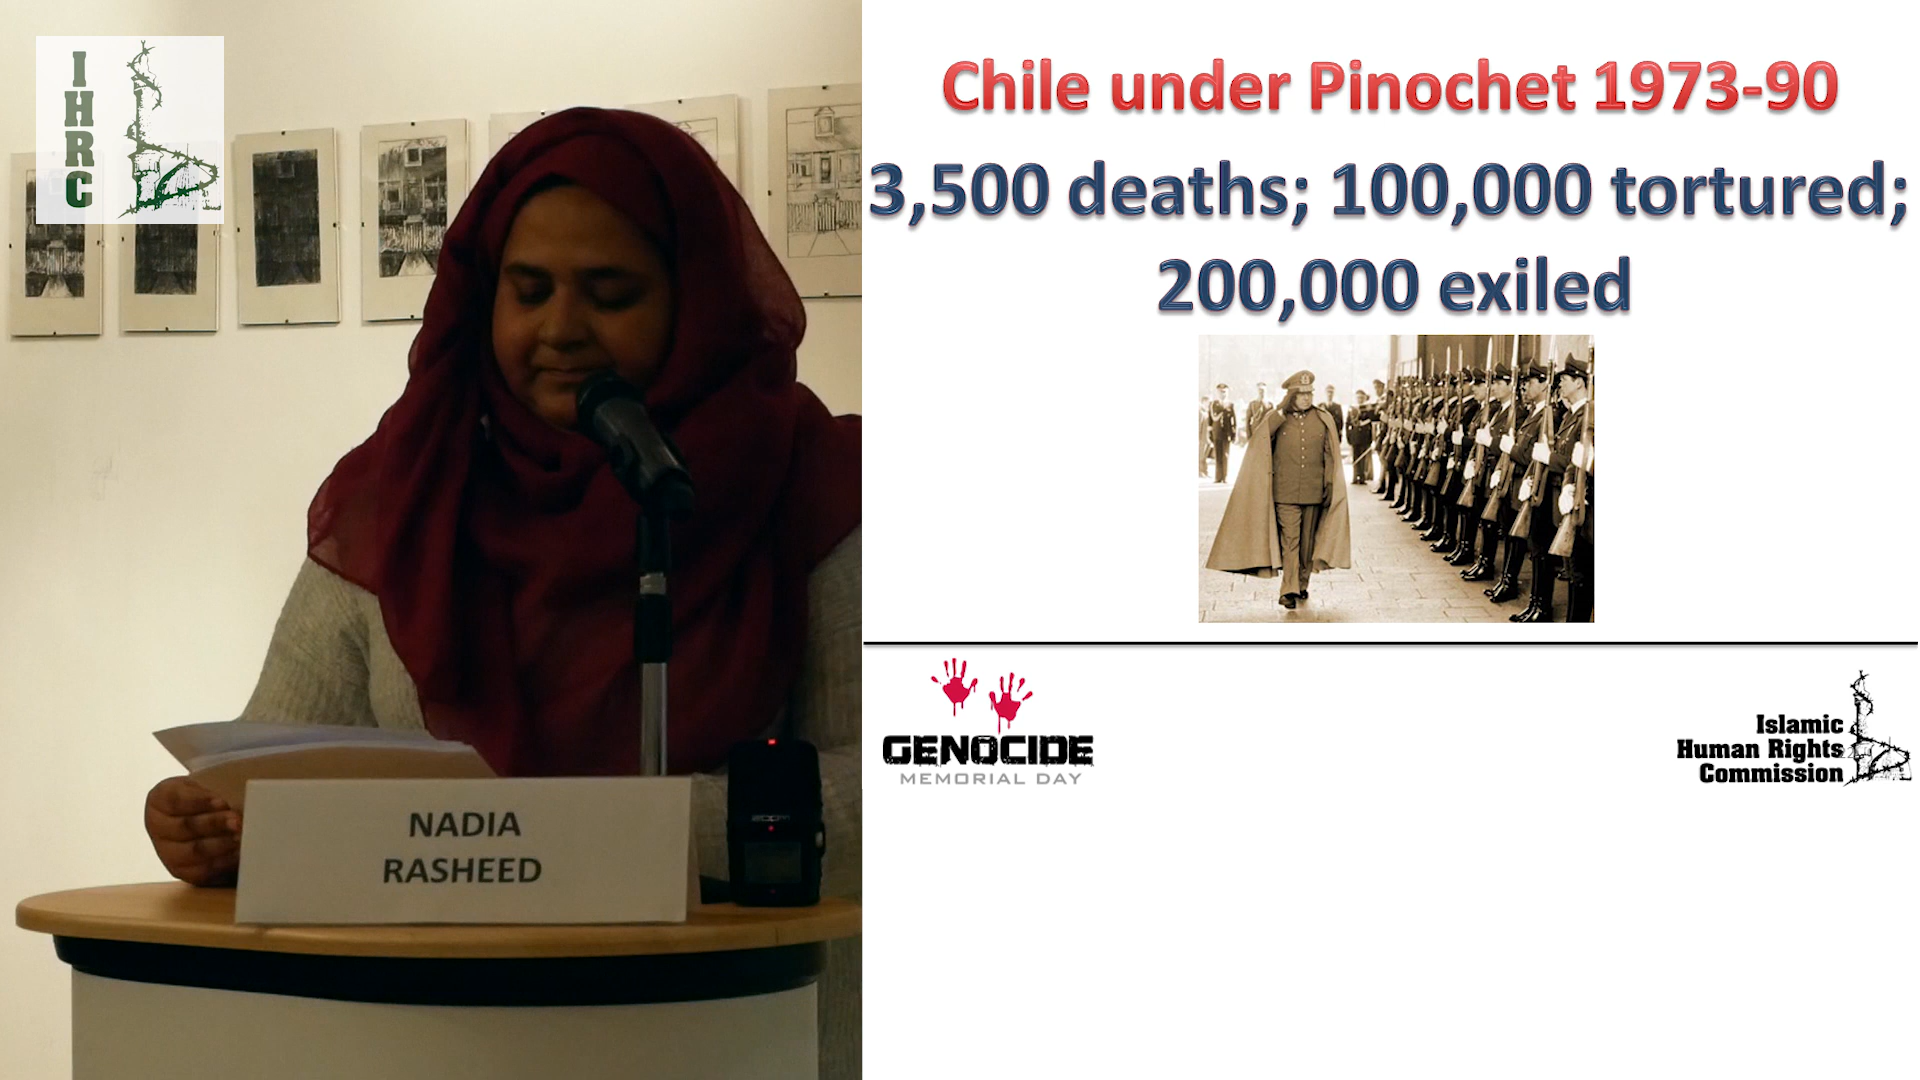 IHRC
NADIA
RASHEED
zoom
Chile under Pinochet 1973-90
3,500 deaths; 100,000 tortured;
200,000 exiled
GENOCIDE
MEMORIAL DAY
Islamic
Human Rights
Commission